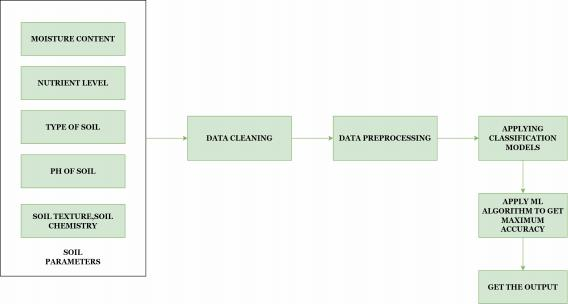 MOISTURE CONTENT
NUTRIENT LEVEL
TYPE OF SOIL
PH OF SOIL
SOIL TEXTURE,SOIL
CHEMISTRY
SOIL
PARAMETERS
DATA CLEANING
DATA PREPROCESSING
APPLYING
CLASSIFICATION
MODELS
APPLY ML
ALGORITHM TO GET
MAXIMUM
ACCURACY
GET THE OUTPUT